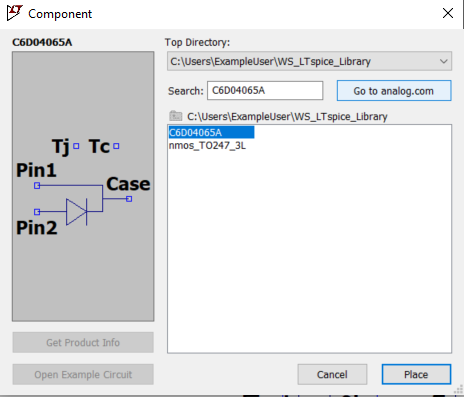 Component
C6D04065A
Top Directory:
C:\Users\ExampleUser\WS_LTspice_Library
Search:
C6D04065A
Go to analog.com
C:\Users\ExampleUser\WS_LTspice_Library
C6D04065A
nmos_TO247_3L
Tj
Tc
Pin1
Case
Pin2
Get Product Info
Open Example Circuit
Cancel
Place